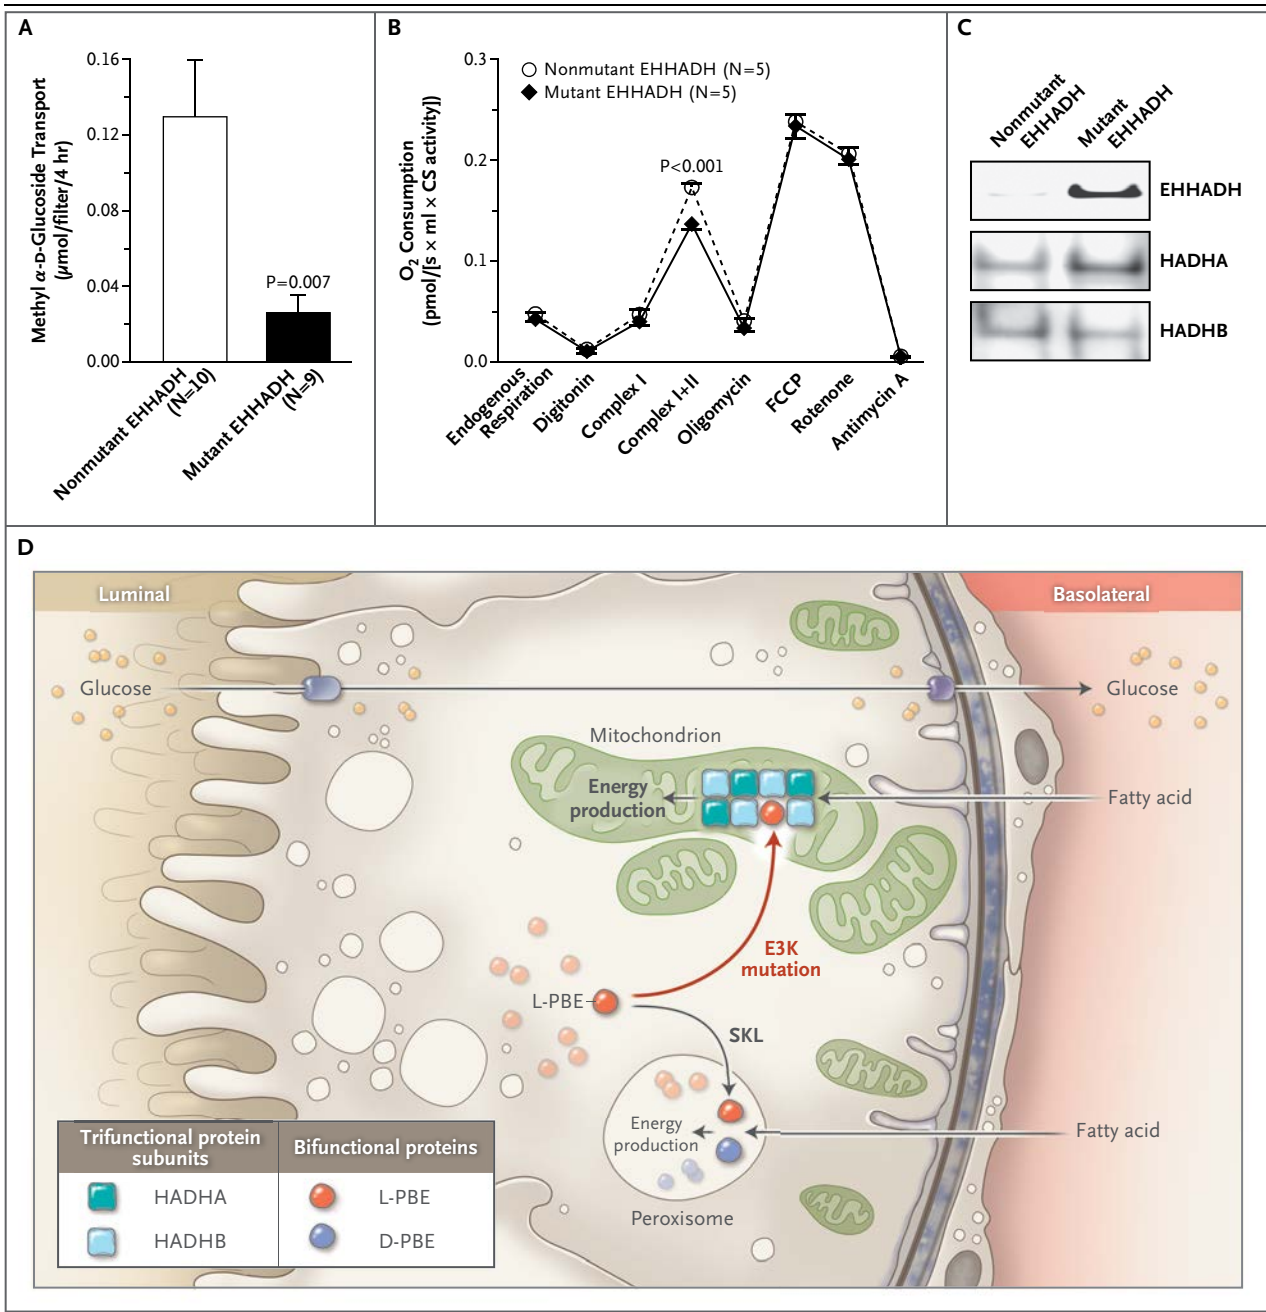 A
Methyl α-D-Glucoside Transport
(μmol/filter/4 hr)
0.16
0.12
0.08
0.04
0.00
P=0.007
Nonmutant EHHADH
(N=10)
Mutant EHHADH
(N=9)
B
O2 Consumption
(pmol/[s × ml × CS activity])
0.3
0.2
0.1
0.0
Nonmutant EHHADH (N=5)
Mutant EHHADH (N=5)
P<0.001
Endogenous
Respiration
Digitonin
Complex I
Complex I+II
Oligomycin
FCCP
Rotenone
Antimycin A
C
Nonmutant
EHHADH
Mutant
EHHADH
EHHADH
HADHA
HADHB
D
Luminal
Basolateral
Glucose
Glucose
Mitochondrion
Energy
production
Fatty acid
E3K
mutation
L-PBE
SKL
Energy
production
Fatty acid
Peroxisome
Trifunctional protein
subunits
Bifunctional proteins
HADHA
L-PBE
HADHB
D-PBE